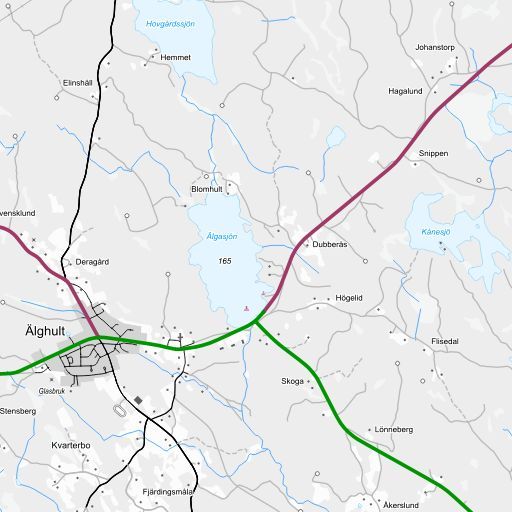 Hovgårdssjön
Johanstorp
Hemmet
Elinshäll
Hagalund
Snippen
Blomhult
vensklund
Älgasjön
Kånesjö
Dubberås
165
Deragård
Högelid
Älghult
Flisedal
Skoga
Glasbruk
Stensberg
Lönneberg
Kvarterbo
Fjärdingsmåla
Åkerslund